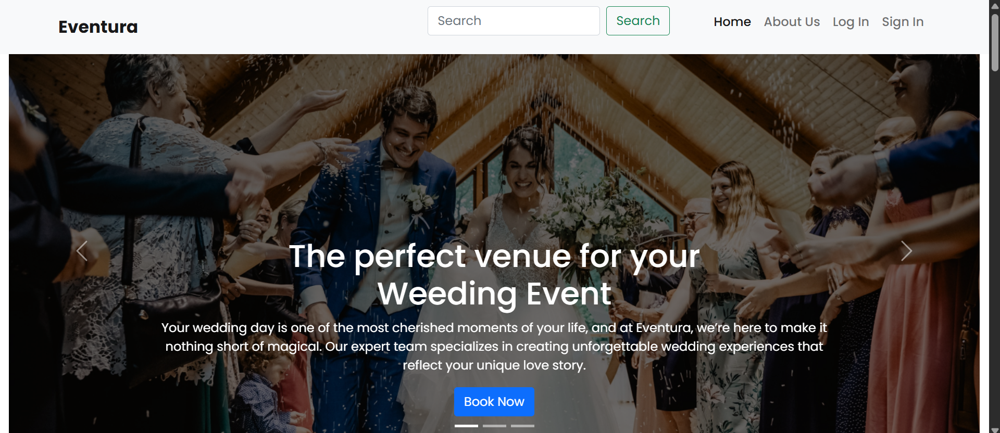 Eventura
Search
Search
Home
About Us
Log In
Sign In
The perfect venue for your
Weeding Event
Your wedding day is one of the most cherished moments of your life, and at Eventura, we’re here to make it
nothing short of magical. Our expert team specializes in creating unforgettable wedding experiences that
reflect your unique love story.
Book Now